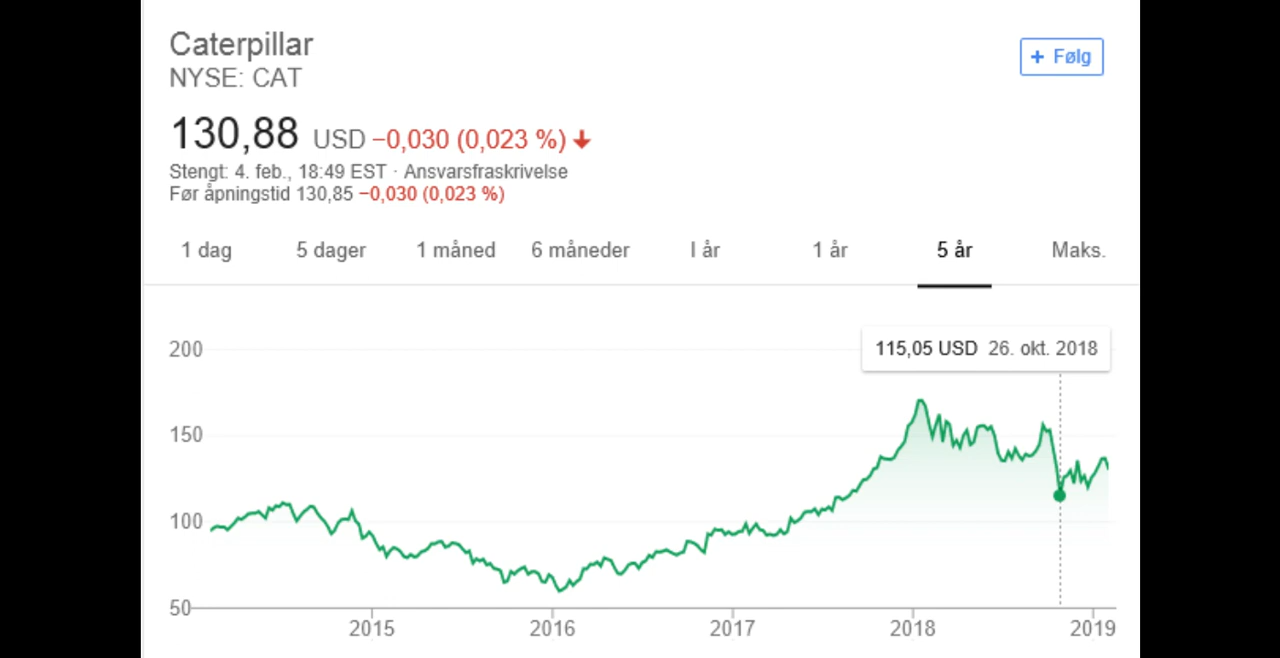 Caterpillar
NYSE: CAT
+ Følg
130,88 USD −0,030 (0,023 %)
Stengt: 4. feb., 18:49 EST · Ansvarsfraskrivelse
Før åpningstid 130,85 −0,030 (0,023 %)
1 dag 5 dager 1 måned 6 måneder I år 1 år 5 år Maks.
115,05 USD 26. okt. 2018
200
150
100
50
2015 2016 2017 2018 2019